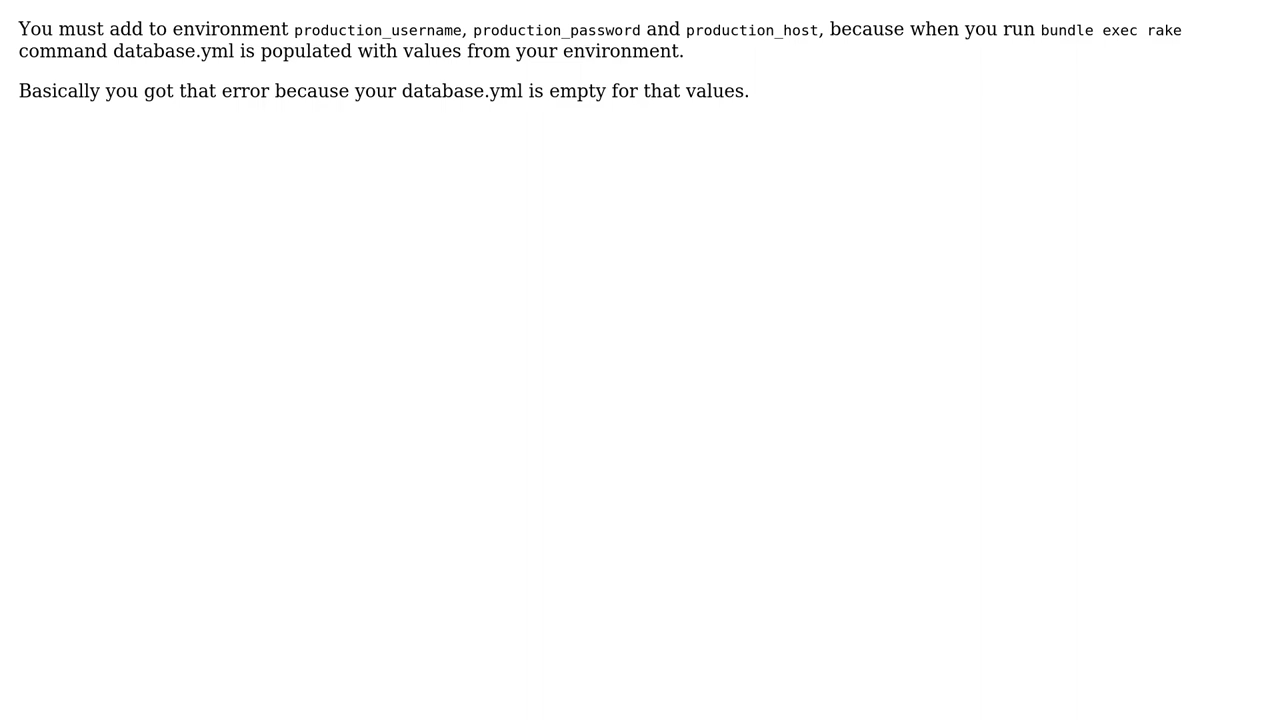 You must add to environment production_username, production_password and production_host, because when you run bundle exec rake
command database.yml is populated with values from your environment.
Basically you got that error because your database.yml is empty for that values.